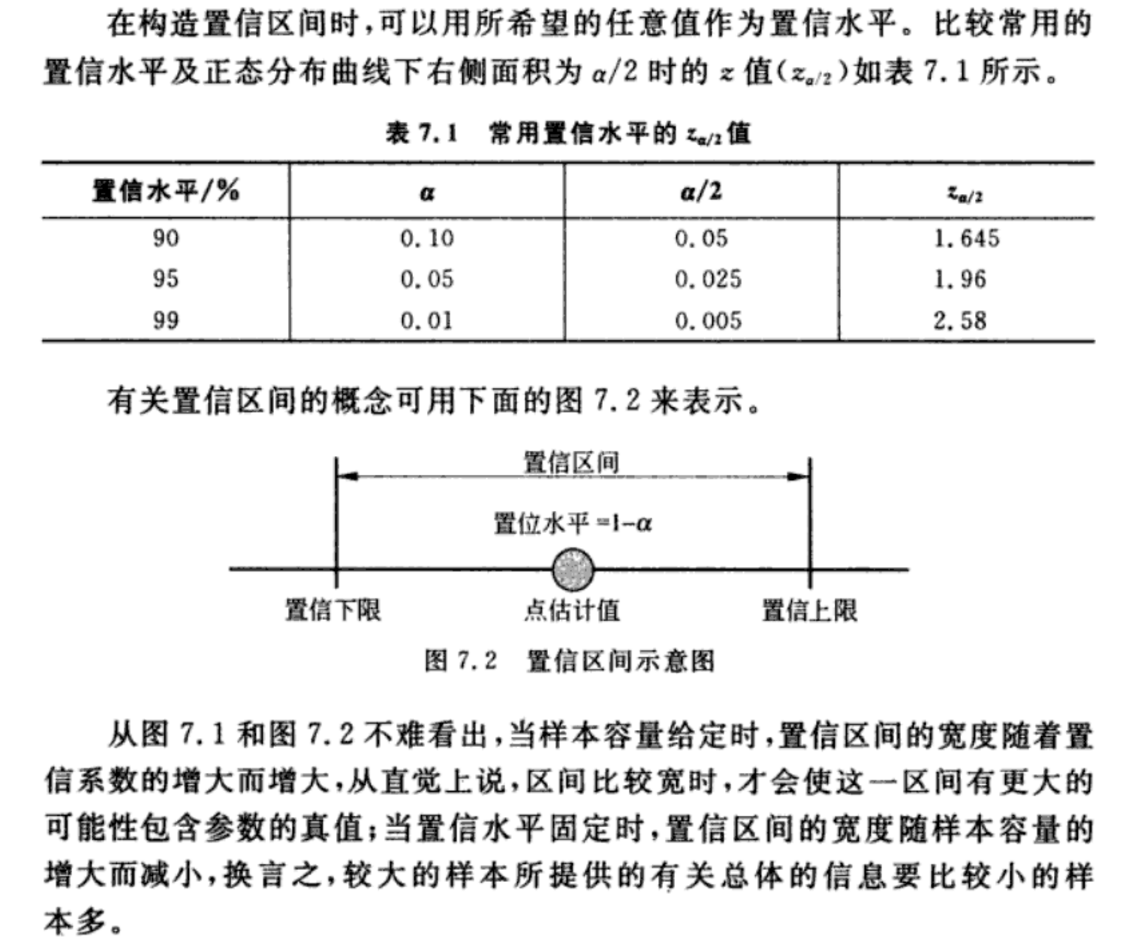 在构造置信区间时,可以用所希望的任意值作为置信水平。比较常用的
置信水平及正态分布曲线下右侧面积为 α/2 时的 z 值(zα/2)如表 7.1 所示。
表 7.1 常用置信水平的 zα/2值
置信水平/% α α/2 zα/2
90 0.10 0.05 1.645
95 0.05 0.025 1.96
99 0.01 0.005 2.58
有关置信区间的概念可用下面的图 7.2 来表示。
置信区间
置位水平=1-α
置信下限 点估计值 置信上限
图 7.2 置信区间示意图
从图 7.1 和图 7.2 不难看出,当样本容量给定时,置信区间的宽度随着置
信系数的增大而增大,从直觉上说,区间比较宽时,才会使这一区间有更大的
可能性包含参数的真值;当置信水平固定时,置信区间的宽度随样本容量的
增大而减小,换言之,较大的样本所提供的有关总体的信息要比较小的样
本多。